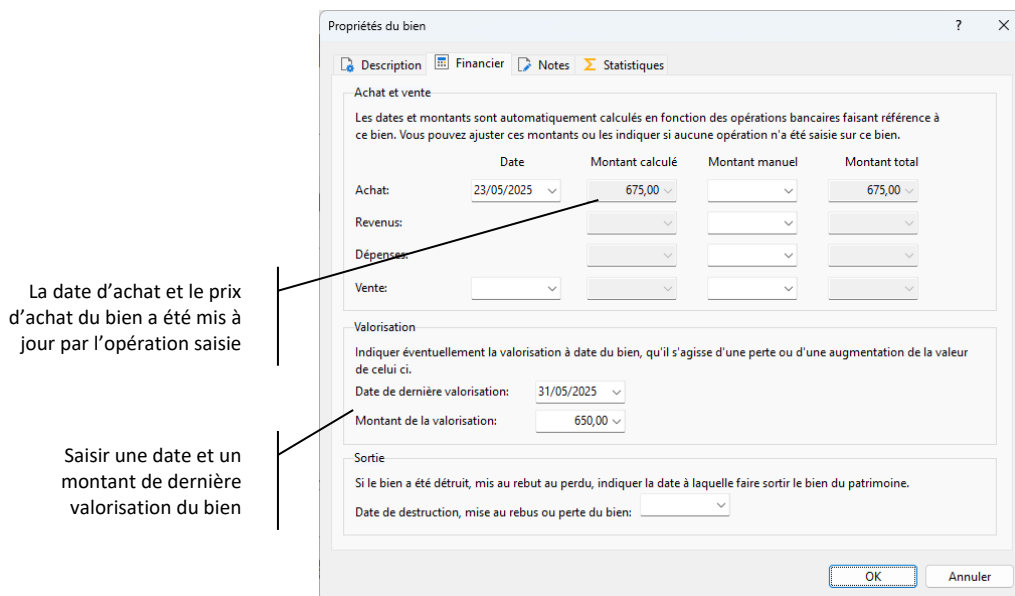 Propriétés du bien ?
Description Financier Notes Statistiques
Achat et vente
Les dates et montants sont automatiquement calculés en fonction des opérations bancaires faisant référence à
ce bien. Vous pouvez ajuster ces montants ou les indiquer si aucune opération n'a été saisie sur ce bien.
Date Montant calculé Montant manuel Montant total
Achat: 23/05/2025 675,00 675,00
Revenus:
Dépenses:
Vente:
La date d'achat et le prix
d'achat du bien a été mis à
jour par l'opération saisie
Valorisation
Indiquer éventuellement la valorisation à date du bien, qu'il s'agisse d'une perte ou d'une augmentation de la valeur
de celui ci.
Date de dernière valorisation: 31/05/2025
Montant de la valorisation: 650,00
Saisir une date et un
montant de dernière
valorisation du bien
Sortie
Si le bien a été détruit, mis au rebut au perdu, indiquer la date à laquelle faire sortir le bien du patrimoine.
Date de destruction, mise au rebus ou perte du bien:
OK Annuler